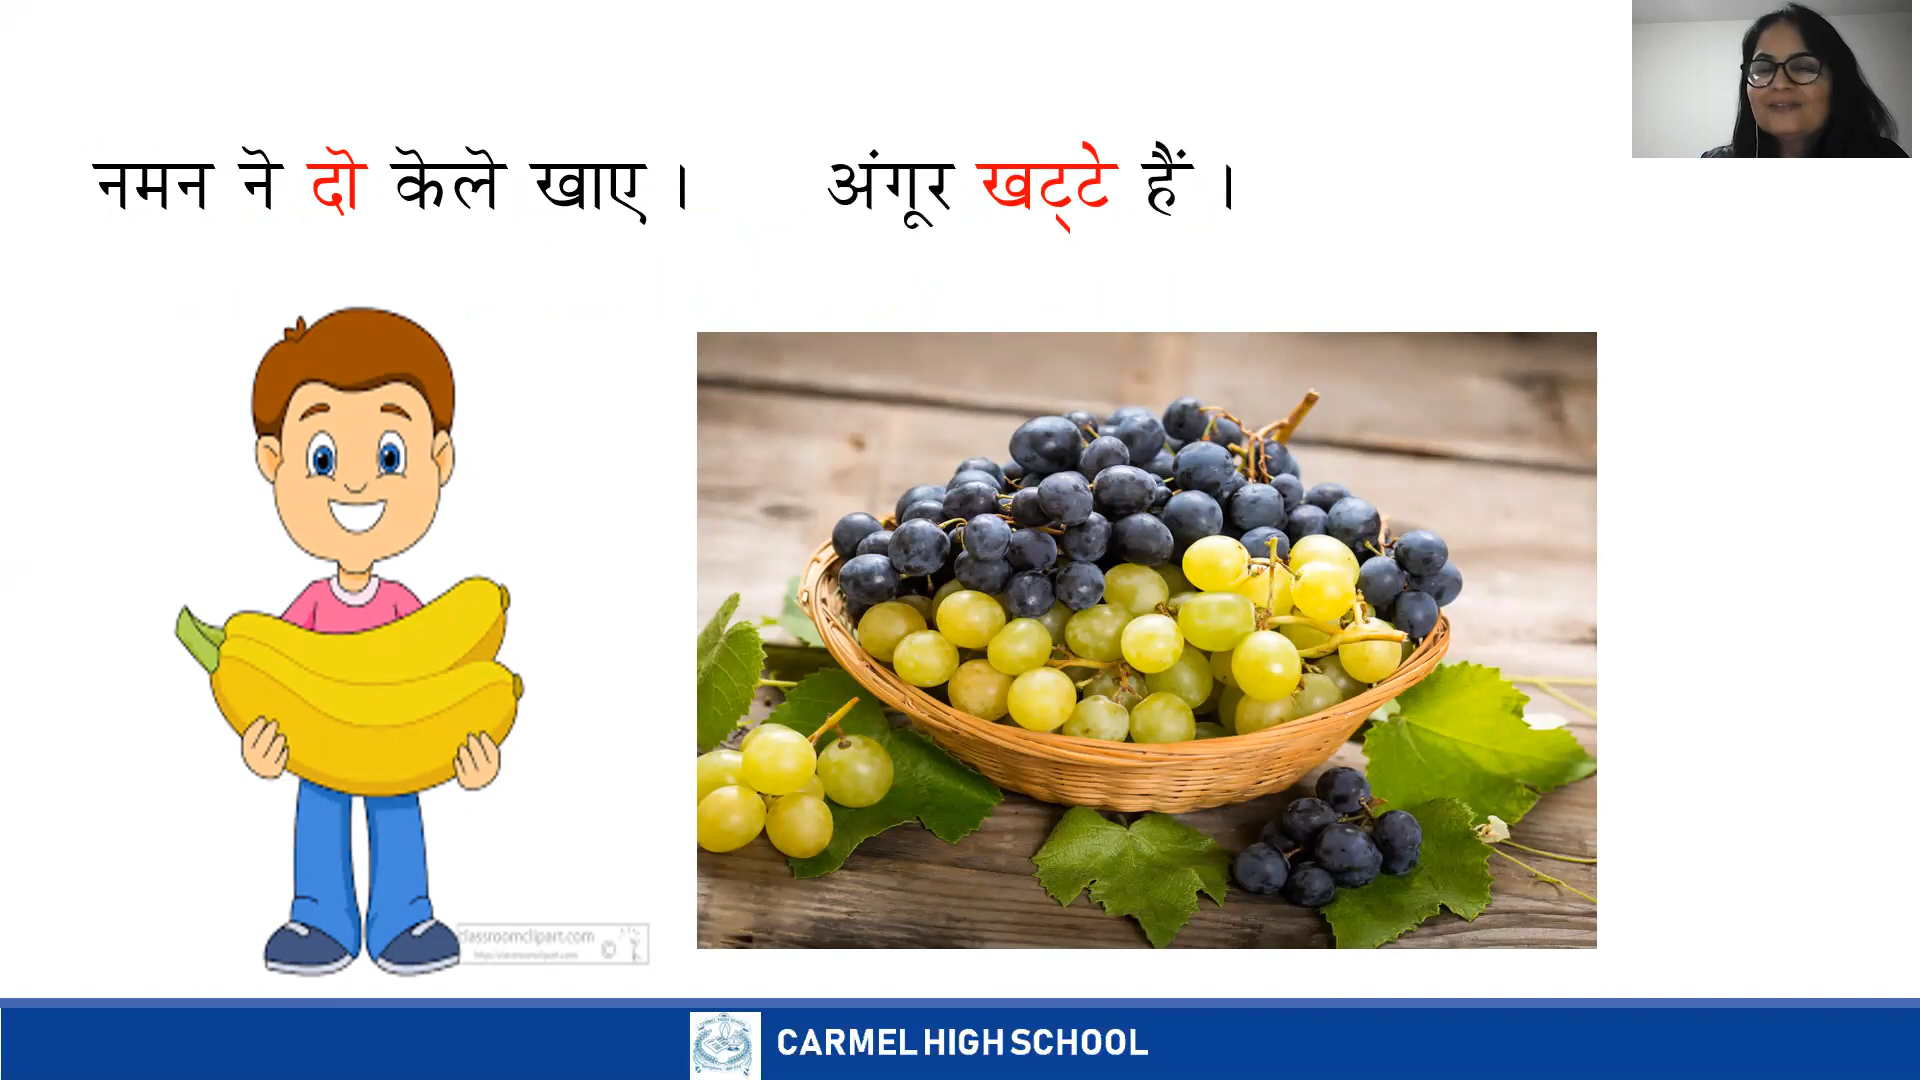 नमन ने दो केले खाए ।
अंगूर खट्टे हैं ।
classroomclipart.com
CARMEL HIGH SCHOOL